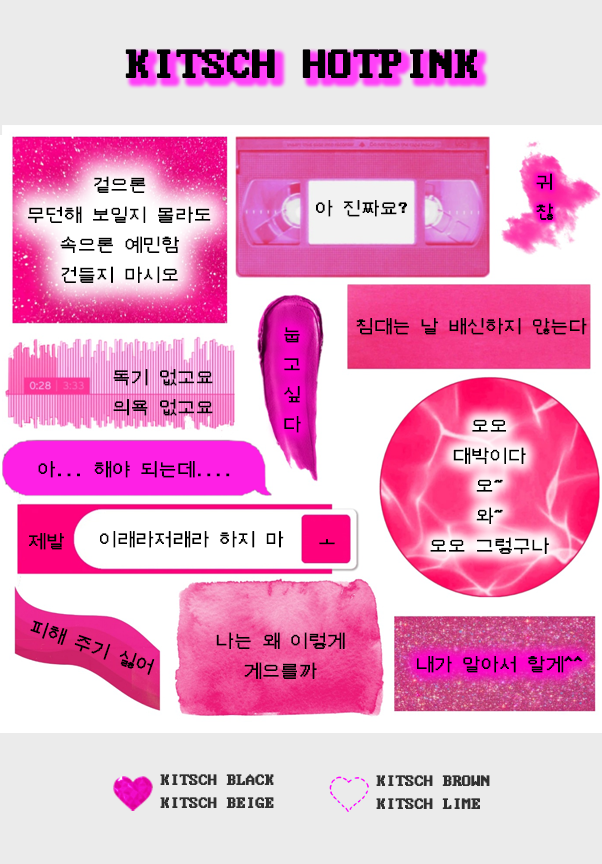 KITSCH HOTPINK
겉으론
무던해 보일지 몰라도
속으론 예민함
건들지 마시오
아 진짜요?
귀
찮
침대는 날 배신하지 않는다
눕
고
싶
다
0:28 | 3:33
독기 없고요
의욕 없고요
오오
대박이다
오~
와~
오오 그렇구나
아... 해야 되는데....
제발 이래라저래라 하지 마 ㅗ
피해 주기 싫어
나는 왜 이렇게
게으를까
내가 알아서 할게^^
KITSCH BLACK
KITSCH BEIGE
KITSCH BROWN
KITSCH LIME